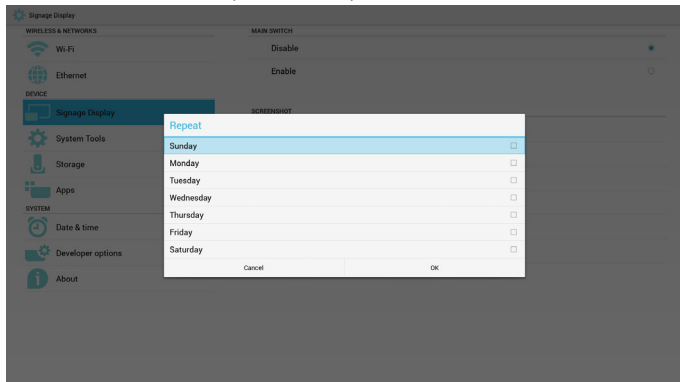 Signage Display
WIRELESS & NETWORKS
Wi-Fi
Ethernet
DEVICE
Signage Display
System Tools
Storage
Apps
SYSTEM
Date & time
Developer options
About
MAIN SWITCH
Disable
Enable
SCREENSHOT
Repeat
Sunday
Monday
Tuesday
Wednesday
Thursday
Friday
Saturday
Cancel OK